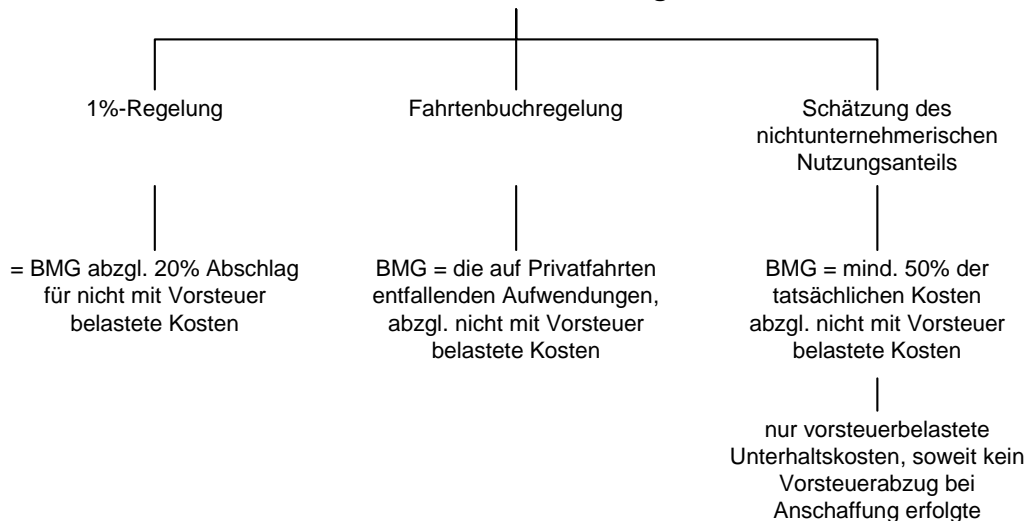 1%-Regelung
= BMG abzgl. 20% Abschlag
für nicht mit Vorsteuer
belastete Kosten
Fahrtenbuchregelung
BMG = die auf Privatfahrten
entfallenden Aufwendungen,
abzgl. nicht mit Vorsteuer
belastete Kosten
Schätzung des
nichtunternehmerischen
Nutzungsanteils
BMG = mind. 50% der
tatsächlichen Kosten
abzgl. nicht mit Vorsteuer
belastete Kosten
nur vorsteuerbelastete
Unterhaltskosten, soweit kein
Vorsteuerabzug bei
Anschaffung erfolgte